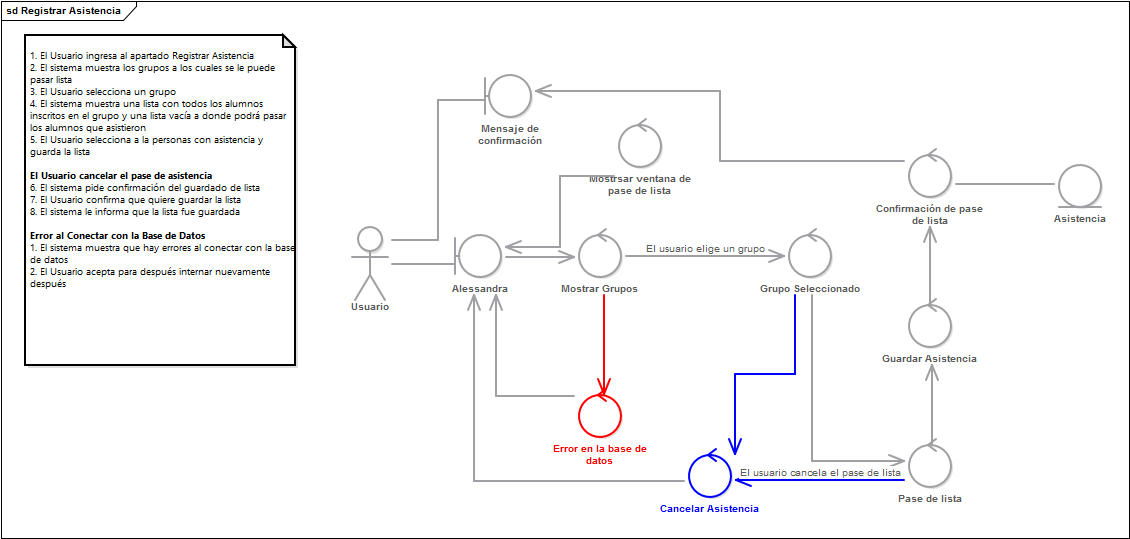 sd Registrar Asistencia
1. El Usuario ingresa al apartado Registrar Asistencia
2. El sistema muestra los grupos a los cuales se le puede
pasar lista
3. El Usuario selecciona un grupo
4. El sistema muestra una lista con todos los alumnos
inscritos en el grupo y una lista vacía a donde podrá pasar
los alumnos que asistieron
5. El Usuario selecciona a la personas con asistencia y
guarda la lista
El Usuario cancelar el pase de asistencia
6. El sistema pide confirmación del guardado de lista
7. El Usuario confirma que quiere guardar la lista
8. El sistema le informa que la lista fue guardada
Error al Conectar con la Base de Datos
1. El sistema muestra que hay errores al conectar con la base
de datos
2. El Usuario acepta para después internar nuevamente
después
Mensaje de
confirmación
Mostrsar ventana de
pase de lista
Confirmación de pase
de lista
Asistencia
El usuario elige un grupo
Usuario
Alessandra
Mostrar Grupos
Grupo Seleccionado
Guardar Asistencia
Error en la base de
datos
El usuario cancela el pase de lista
Cancelar Asistencia
Pase de lista